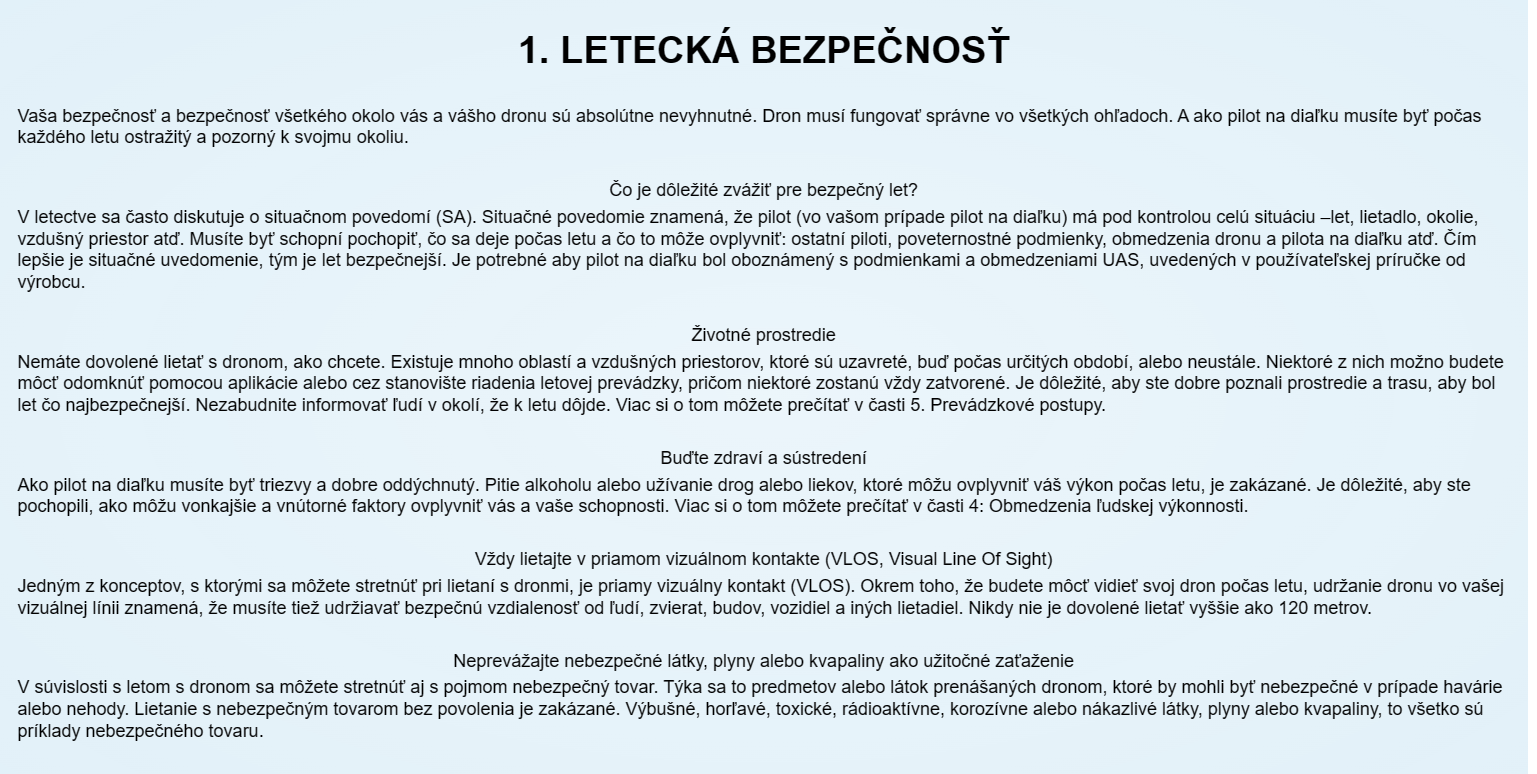 1. LETECKÁ BEZPEČNOSŤ
Vaša bezpečnosť a bezpečnosť všetkého okolo vás a vášho dronu sú absolútne nevyhnutné. Dron musí fungovať správne vo všetkých ohľadoch. A ako pilot na diaľku musíte byť počas
každého letu ostražitý a pozorný k svojmu okoliu.
Čo je dôležité zvážiť pre bezpečný let?
V letectve sa často diskutuje o situačnom povedomí (SA). Situačné povedomie znamená, že pilot (vo vašom prípade pilot na diaľku) má pod kontrolou celú situáciu –let, lietadlo, okolie,
vzdušný priestor atď. Musíte byť schopní pochopiť, čo sa deje počas letu a čo to môže ovplyvniť: ostatní piloti, poveternostné podmienky, obmedzenia dronu a pilota na diaľku atď. Čím
lepšie je situačné uvedomenie, tým je let bezpečnejší. Je potrebné aby pilot na diaľku bol oboznámený s podmienkami a obmedzeniami UAS, uvedených v používateľskej príručke od
výrobcu.
Životné prostredie
Nemáte dovolené lietať s dronom, ako chcete. Existuje mnoho oblastí a vzdušných priestorov, ktoré sú uzavreté, buď počas určitých období, alebo neustále. Niektoré z nich možno budete
môcť odomknúť pomocou aplikácie alebo cez stanovište riadenia letovej prevádzky, pričom niektoré zostanú vždy zatvorené. Je dôležité, aby ste dobre poznali prostredie a trasu, aby bol
let čo najbezpečnejší. Nezabudnite informovať ľudí v okolí, že k letu dôjde. Viac si o tom môžete prečítať v časti 5. Prevádzkové postupy.
Buďte zdraví a sústredení
Ako pilot na diaľku musíte byť triezvy a dobre oddýchnutý. Pitie alkoholu alebo užívanie drog alebo liekov, ktoré môžu ovplyvniť váš výkon počas letu, je zakázané. Je dôležité, aby ste
pochopili, ako môžu vonkajšie a vnútorné faktory ovplyvniť vás a vaše schopnosti. Viac si o tom môžete prečítať v časti 4: Obmedzenia ľudskej výkonnosti.
Vždy lietajte v priamom vizuálnom kontakte (VLOS, Visual Line Of Sight)
Jedným z konceptov, s ktorými sa môžete stretnúť pri lietaní s dronmi, je priamy vizuálny kontakt (VLOS). Okrem toho, že budete môcť vidieť svoj dron počas letu, udržanie dronu vo vašej
vizuálnej línii znamená, že musíte tiež udržiavať bezpečnú vzdialenosť od ľudí, zvierat, budov, vozidiel a iných lietadiel. Nikdy nie je dovolené lietať vyššie ako 120 metrov.
Neprevážajte nebezpečné látky, plyny alebo kvapaliny ako užitočné zaťaženie
V súvislosti s letom s dronom sa môžete stretnúť aj s pojmom nebezpečný tovar. Týka sa to predmetov alebo látok prenášaných dronom, ktoré by mohli byť nebezpečné v prípade havárie
alebo nehody. Lietanie s nebezpečným tovarom bez povolenia je zakázané. Výbušné, horľavé, toxické, rádioaktívne, korozívne alebo nákazlivé látky, plyny alebo kvapaliny, to všetko sú
príklady nebezpečného tovaru.